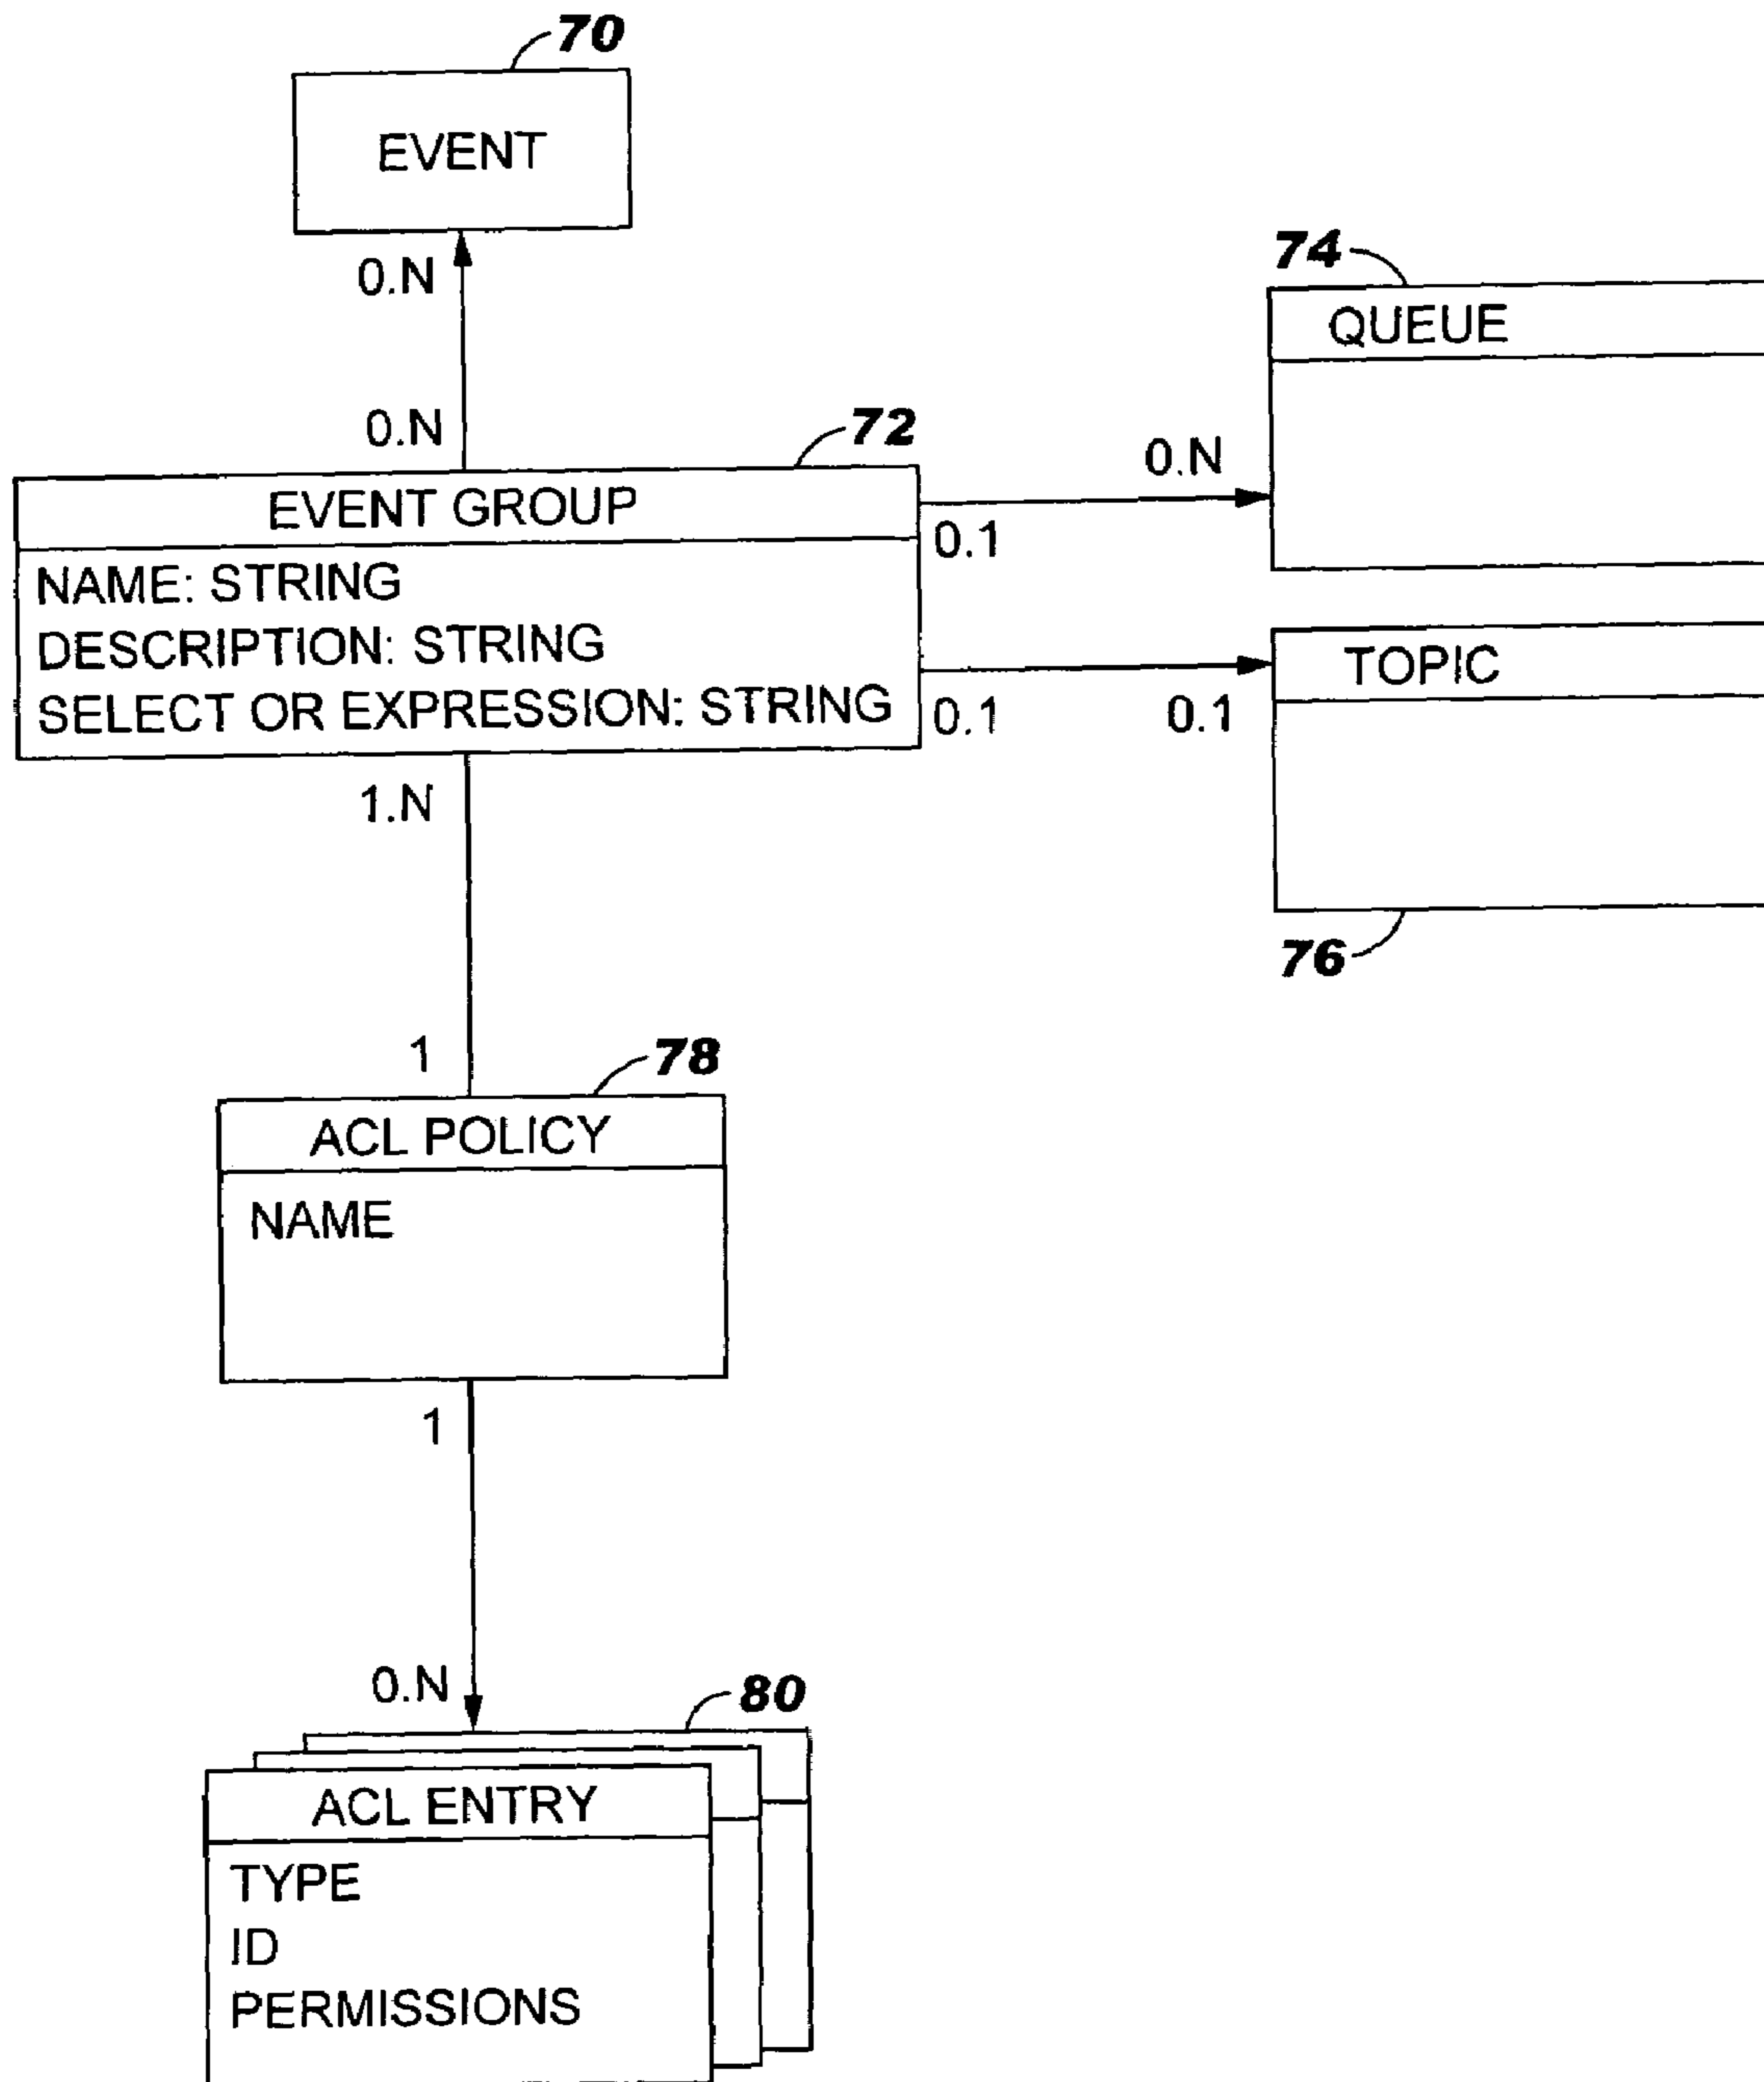 70
EVENT
0.N
74
QUEUE
0.N
72
0.N
EVENT GROUP
0.1
NAME: STRING
DESCRIPTION: STRING
SELECT OR EXPRESSION: STRING
TOPIC
0.1
0.1
1.N
76
1
78
ACL POLICY
NAME
1
0.N
80
ACL ENTRY
TYPE
ID
PERMISSIONS